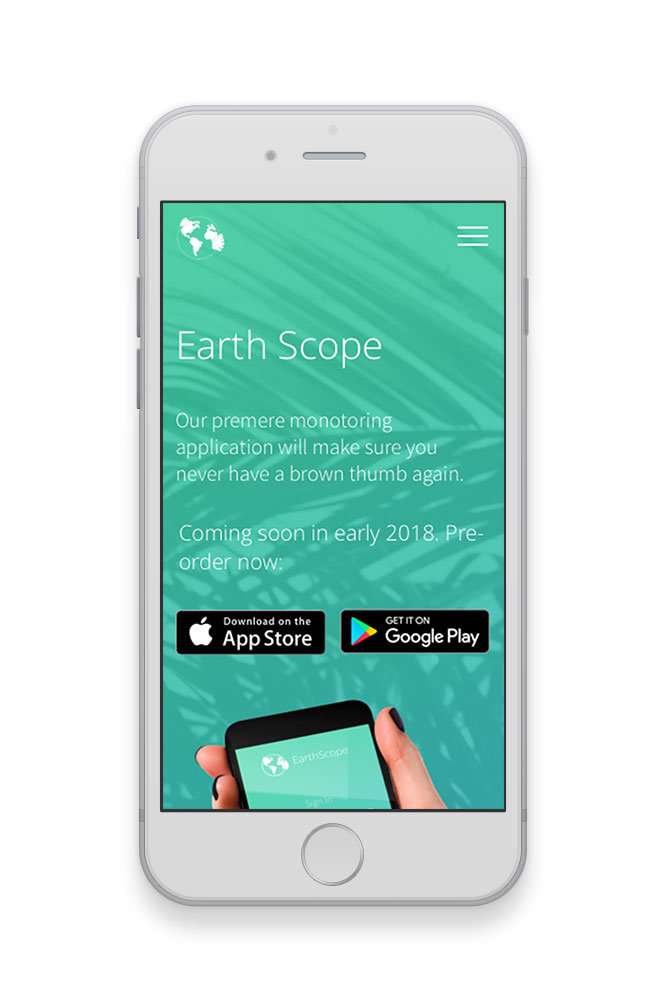 Earth Scope
Our premere monotoring
application will make sure you
never have a brown thumb again.
Coming soon in early 2018. Pre-
order now:
Download on the
App Store
GET IT ON
Google Play
EarthScope
Sign In